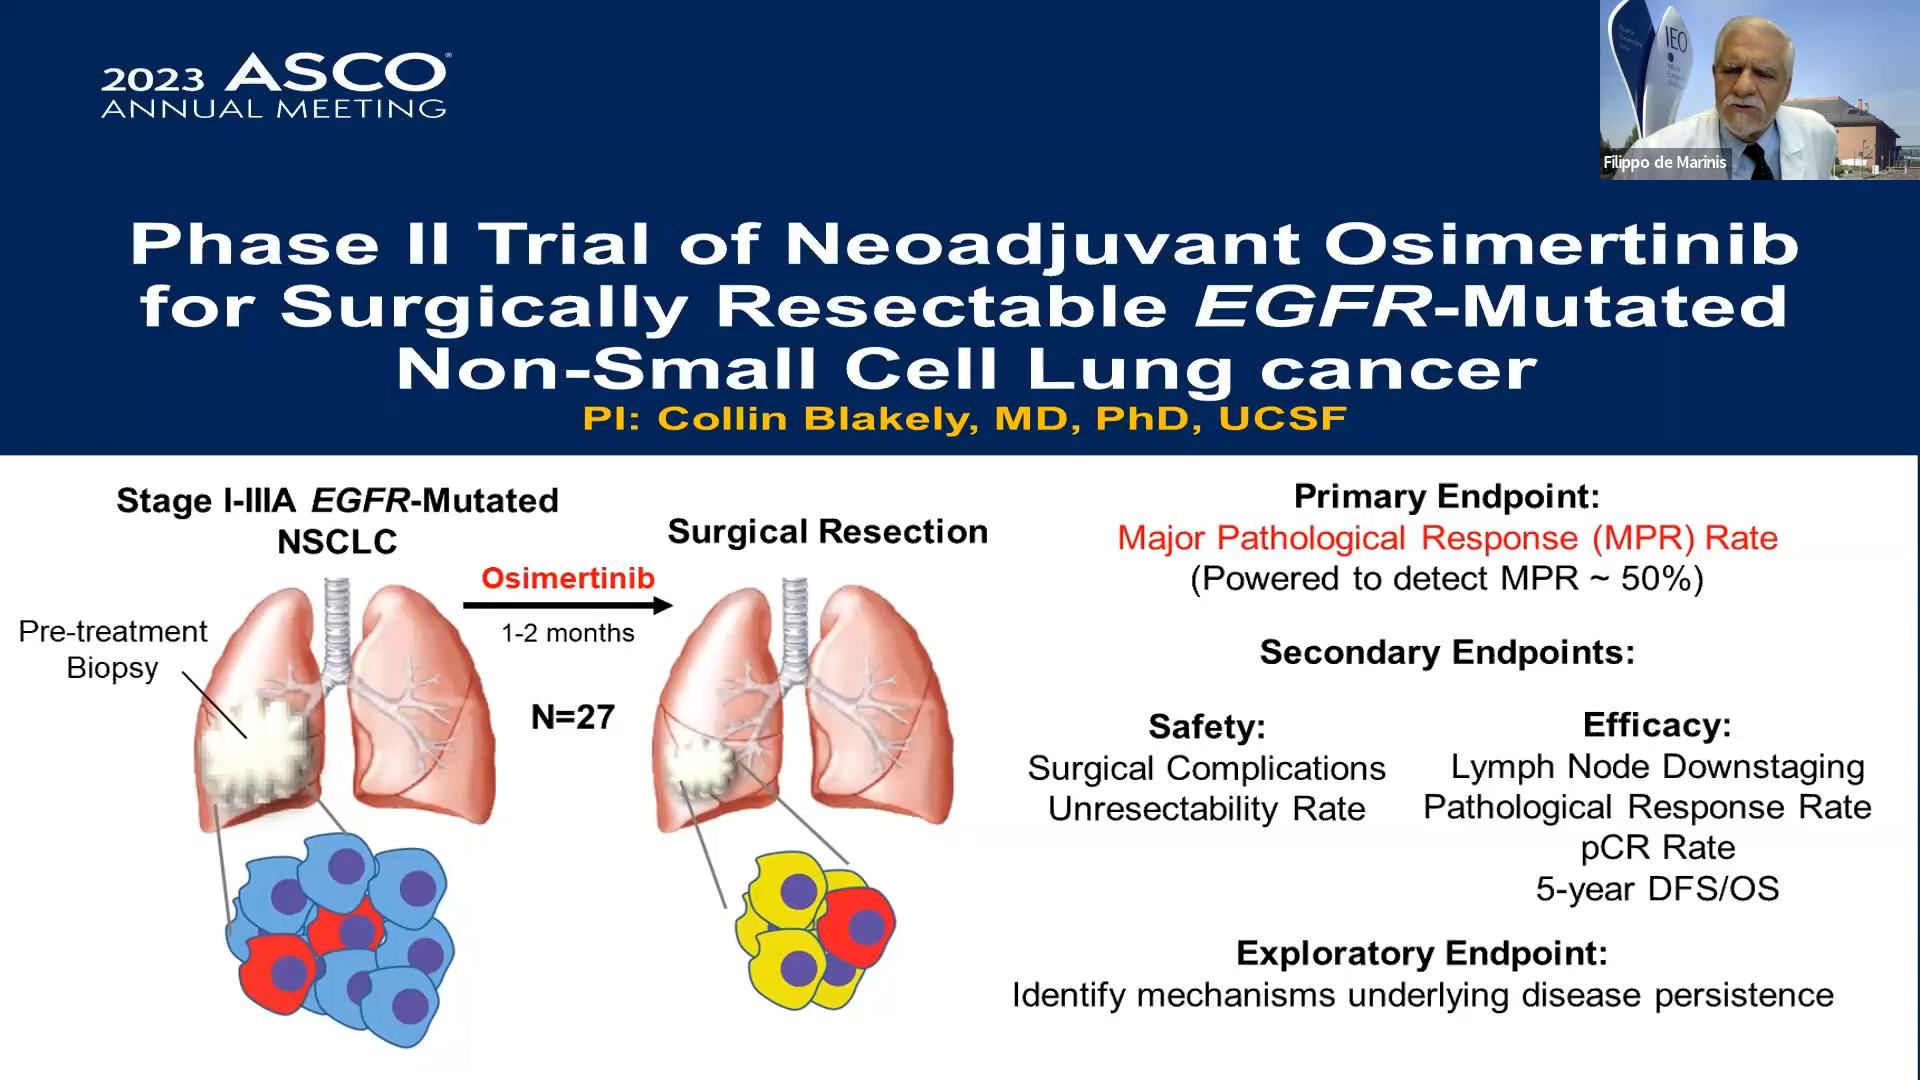 2023 ASCO®
ANNUAL MEETING
IEO
Filippo de Marinis
Phase II Trial of Neoadjuvant Osimertinib
for Surgically Resectable EGFR-Mutated
Non-Small Cell Lung cancer
PI: Collin Blakely, MD, PhD, UCSF
Stage I-IIIA EGFR-Mutated
NSCLC
Pre-treatment
Biopsy
Osimertinib
1-2 months
N=27
Surgical Resection
Primary Endpoint:
Major Pathological Response (MPR) Rate
(Powered to detect MPR ~ 50%)
Secondary Endpoints:
Safety:
Surgical Complications
Unresectability Rate
Efficacy:
Lymph Node Downstaging
Pathological Response Rate
pCR Rate
5-year DFS/OS
Exploratory Endpoint:
Identify mechanisms underlying disease persistence